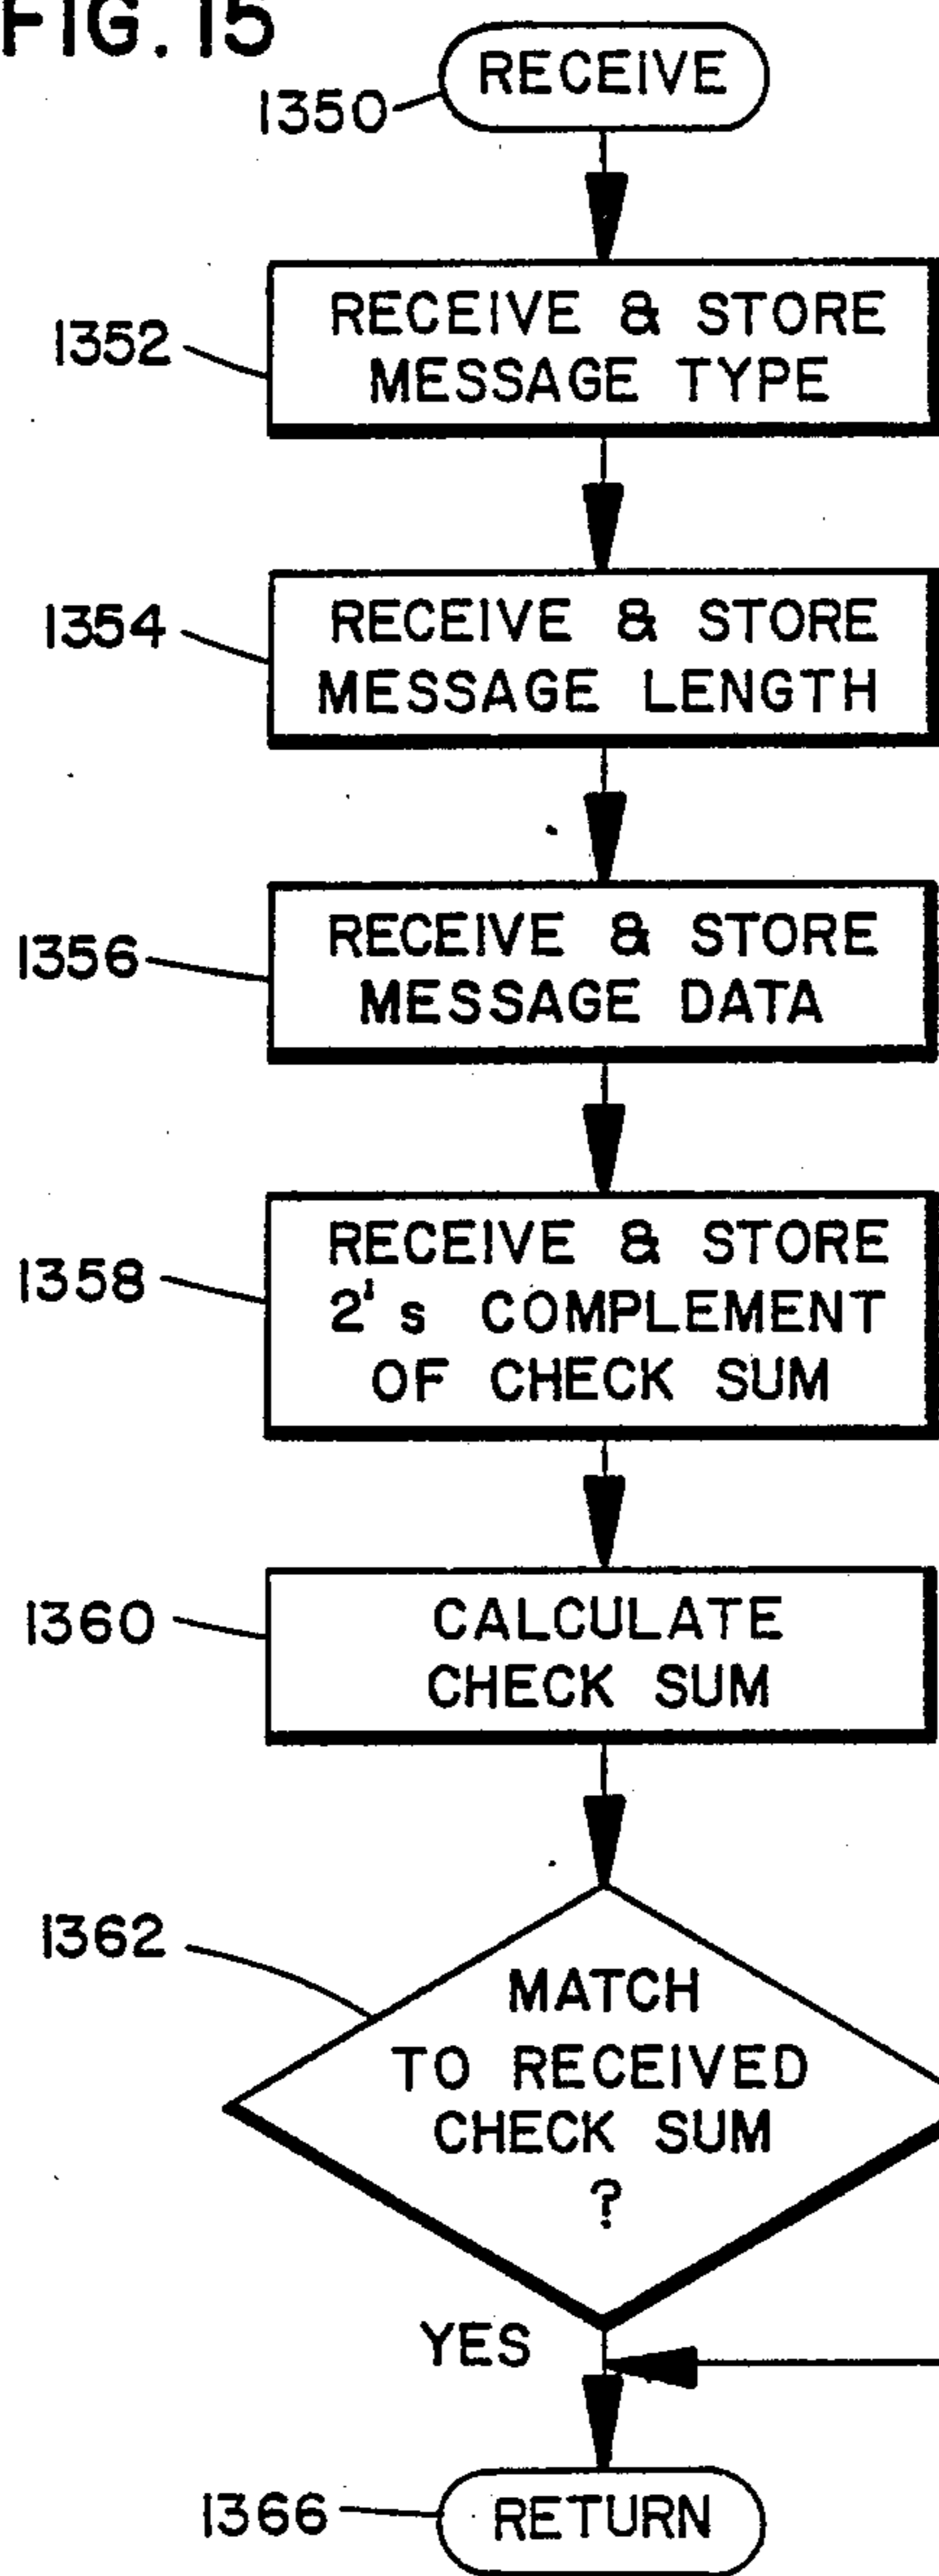 FIG. 15
RECEIVE
1350
RECEIVE & STORE
MESSAGE TYPE
1352
RECEIVE & STORE
MESSAGE LENGTH
1354
RECEIVE & STORE
MESSAGE DATA
1356
RECEIVE & STORE
2's COMPLEMENT
OF CHECK SUM
1358
CALCULATE
CHECK SUM
1360
1362
MATCH
TO RECEIVED
CHECK SUM
?
YES
1366
RETURN